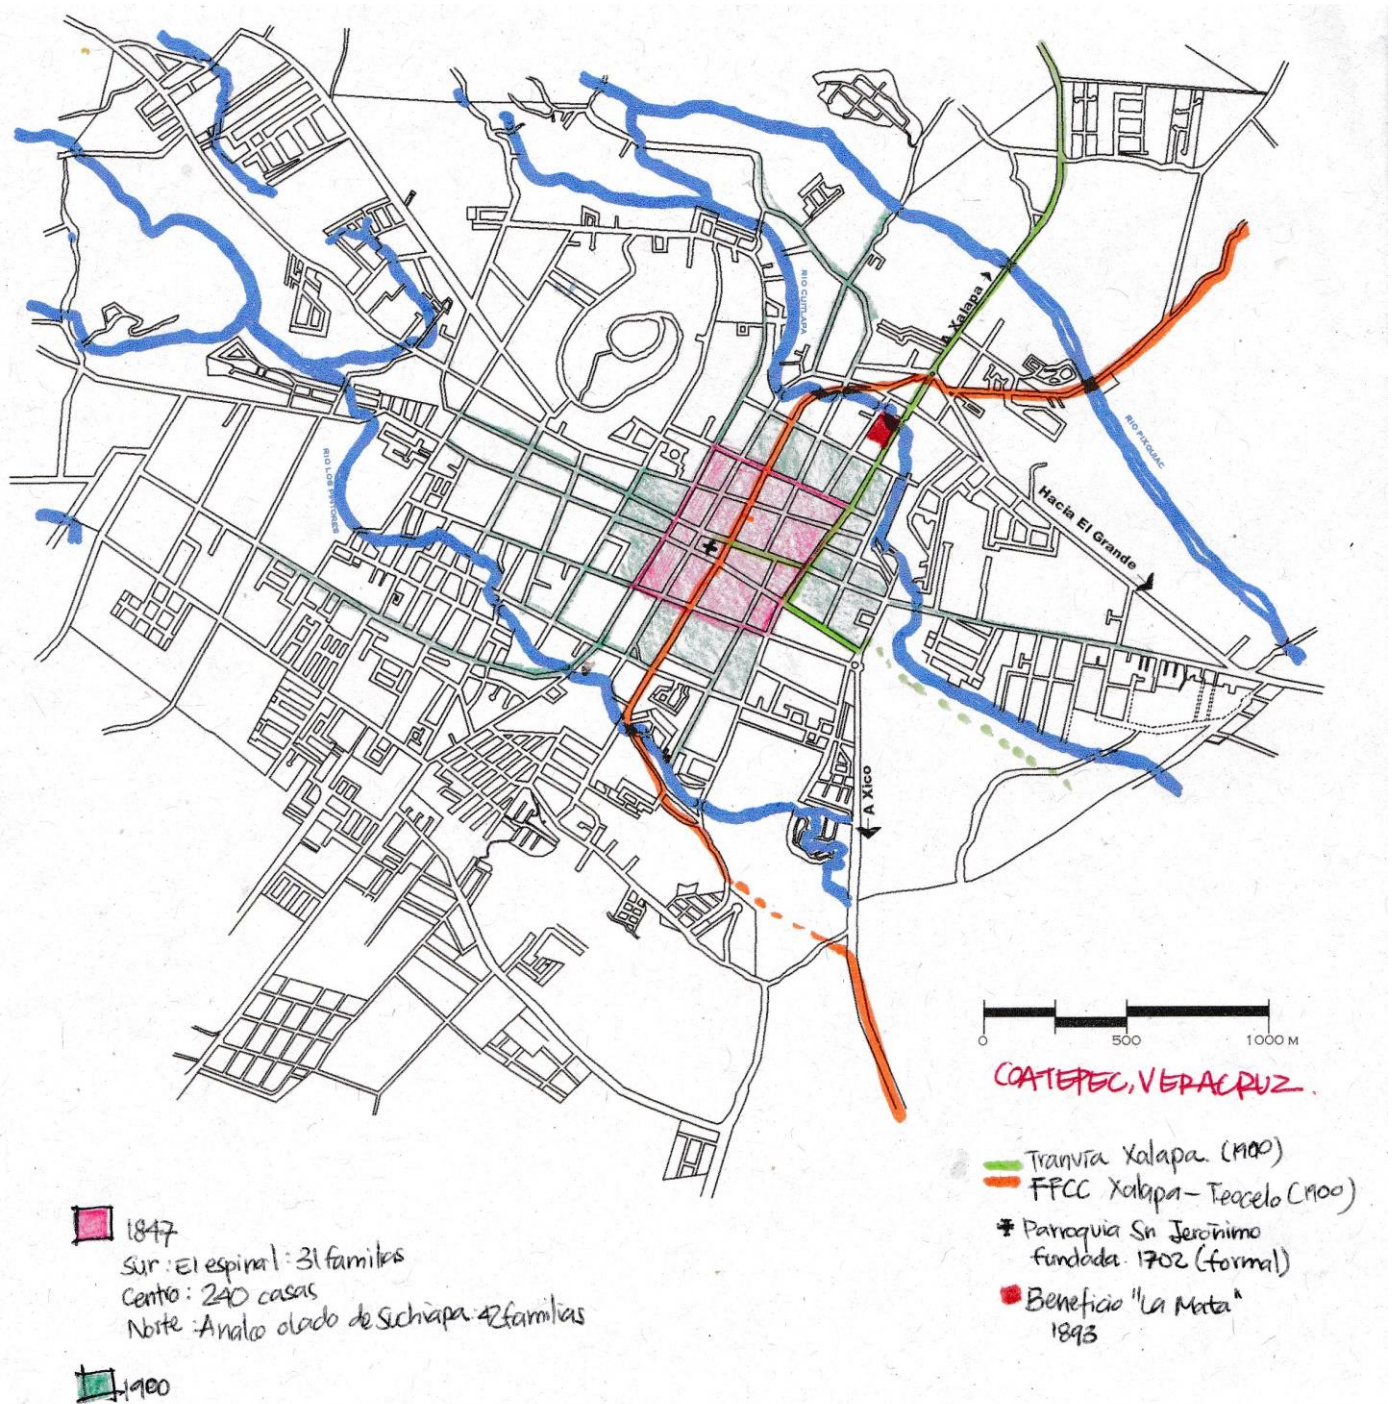 RIO CUITLAPA
A Xalapa
RIO PIXQUIAC
RIO LOS PINTORES
Hacia El Grande
A Xico
0 500 1000 M
COATEPEC, VERACRUZ.
Tranvía Xalapa. (1900)
FFCC Xalapa - Teocelo (1900)
Parroquia Sn Jerónimo
fundada. 1702 (formal)
Beneficio "La Mata"
1893
1847
Sur: El espinal: 31 familias
Centro: 240 casas
Norte: Analco o lado de Suchiapa: 42 familias
1900